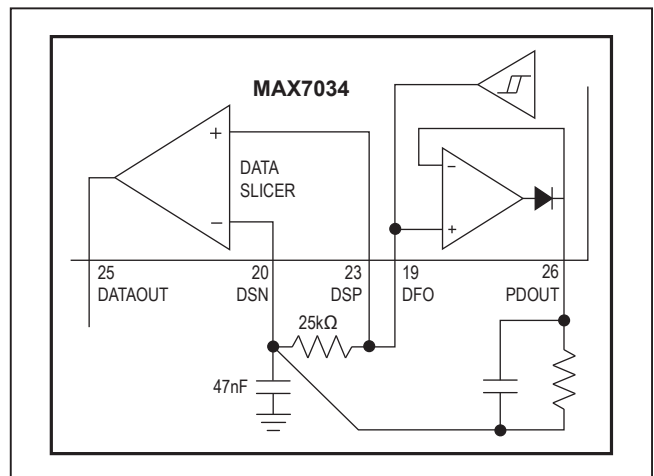 MAX7034
+
DATA
SLICER
−
−
+
25 20 23 19 26
DATAOUT DSN DSP DFO PDOUT
25kΩ
47nF